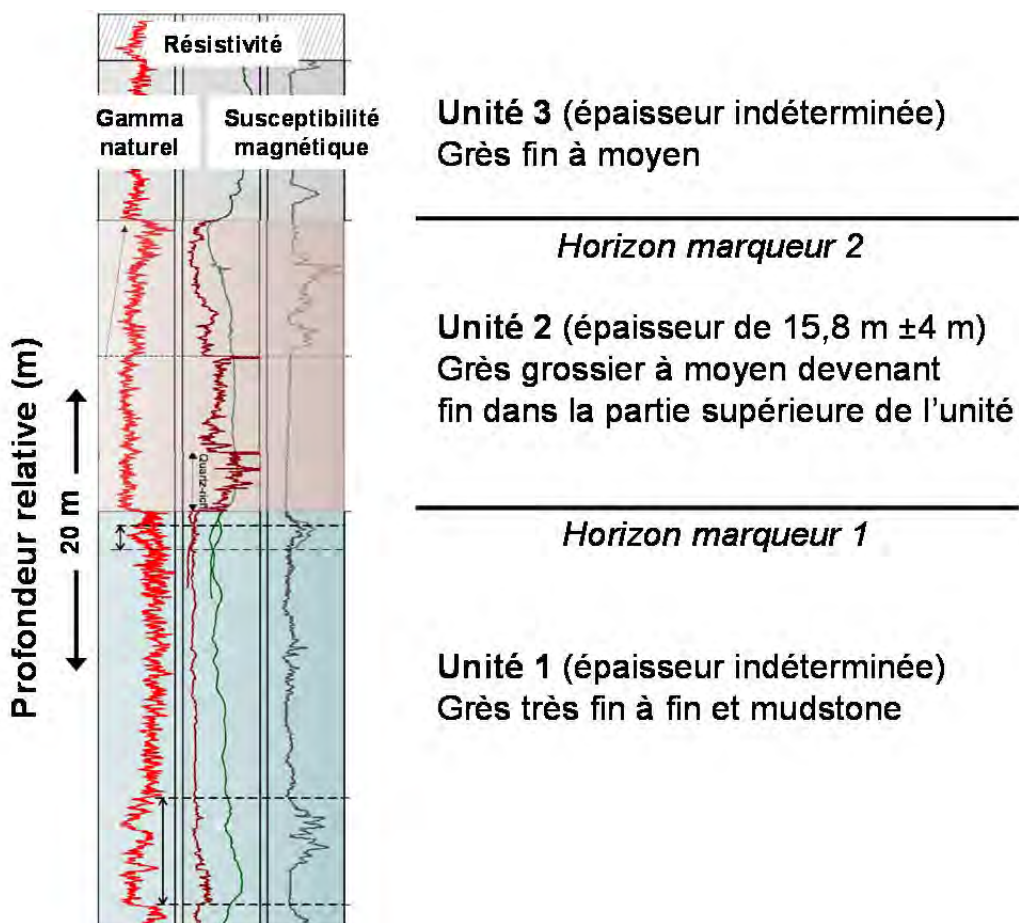 Résistivité
Gamma
naturel
Susceptibilité
magnétique
Unité 3 (épaisseur indéterminée)
Grès fin à moyen
Horizon marqueur 2
Unité 2 (épaisseur de 15,8 m ±4 m)
Grès grossier à moyen devenant
fin dans la partie supérieure de l'unité
Horizon marqueur 1
Unité 1 (épaisseur indéterminée)
Grès très fin à fin et mudstone
Profondeur relative (m)
20 m
Quartz-rich